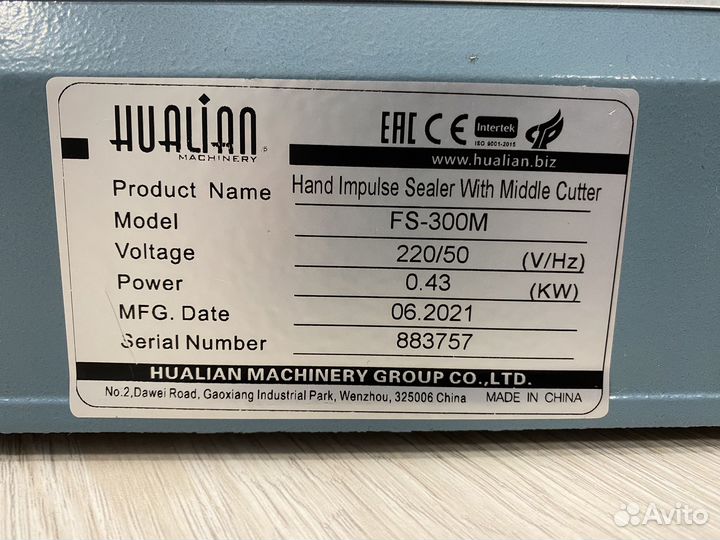 HUALIAN
MACHINERY
EAC CE Intertek
ISO 9001-2015
www.hualian.biz
Product Name Hand Impulse Sealer With Middle Cutter
Model FS-300M
Voltage 220/50 (V/Hz)
Power 0.43 (KW)
MFG. Date 06.2021
Serial Number 883757
HUALIAN MACHINERY GROUP CO.,LTD.
No.2,Dawei Road, Gaoxiang Industrial Park, Wenzhou, 325006 China MADE IN CHINA
Avito